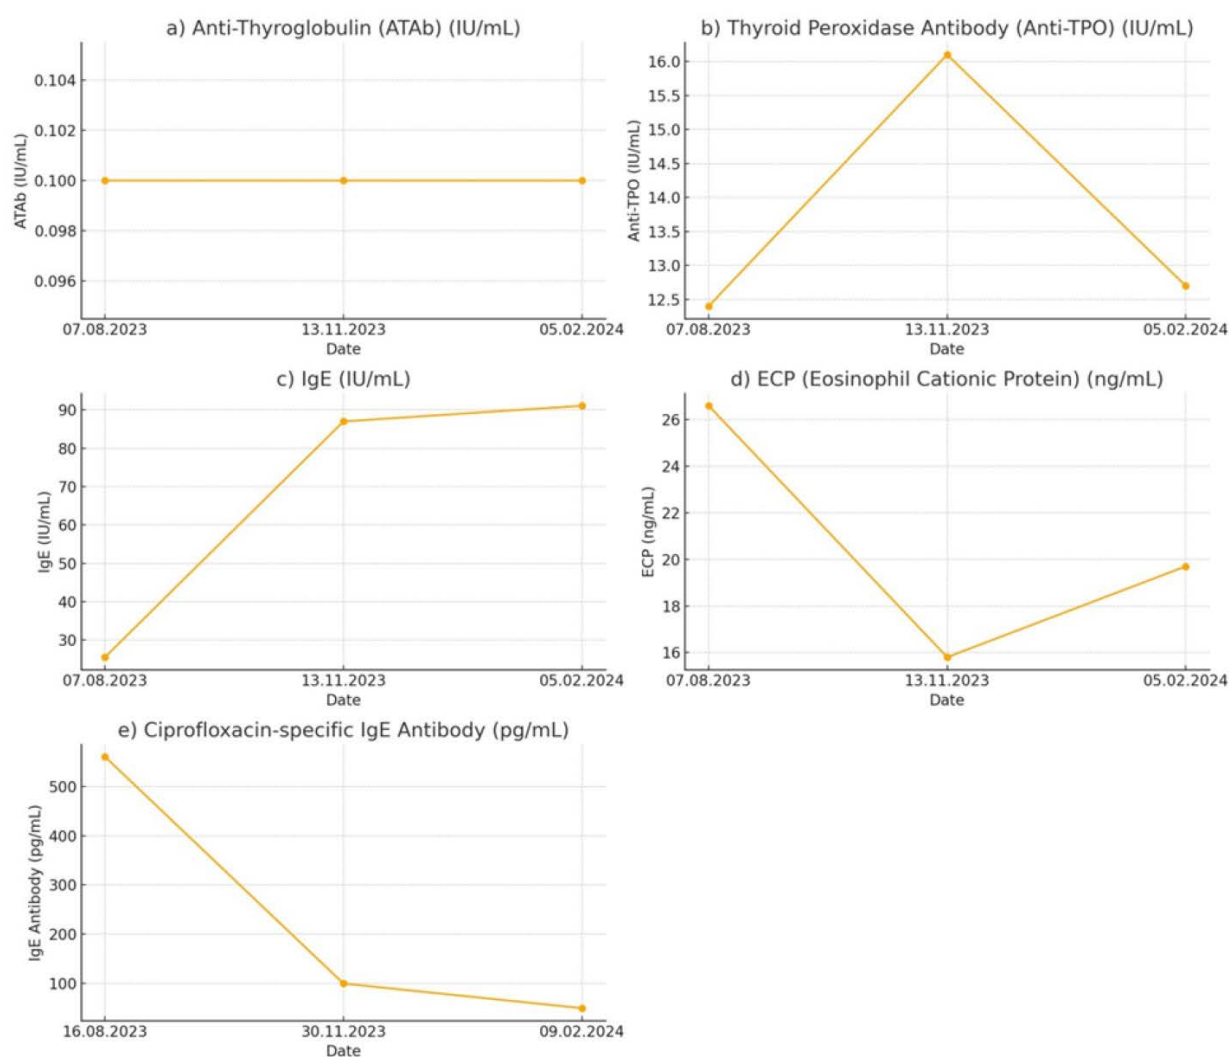 a) Anti-Thyroglobulin (ATAb) (IU/mL)
ATAb (IU/mL)
0.104
0.102
0.100
0.098
0.096
07.08.2023 13.11.2023 05.02.2024
Date
b) Thyroid Peroxidase Antibody (Anti-TPO) (IU/mL)
Anti-TPO (IU/mL)
16.0
15.5
15.0
14.5
14.0
13.5
13.0
12.5
07.08.2023 13.11.2023 05.02.2024
Date
c) IgE (IU/mL)
IgE (IU/mL)
90
80
70
60
50
40
30
07.08.2023 13.11.2023 05.02.2024
Date
d) ECP (Eosinophil Cationic Protein) (ng/mL)
ECP (ng/mL)
26
24
22
20
18
16
07.08.2023 13.11.2023 05.02.2024
Date
e) Ciprofloxacin-specific IgE Antibody (pg/mL)
IgE Antibody (pg/mL)
500
400
300
200
100
16.08.2023 30.11.2023 09.02.2024
Date